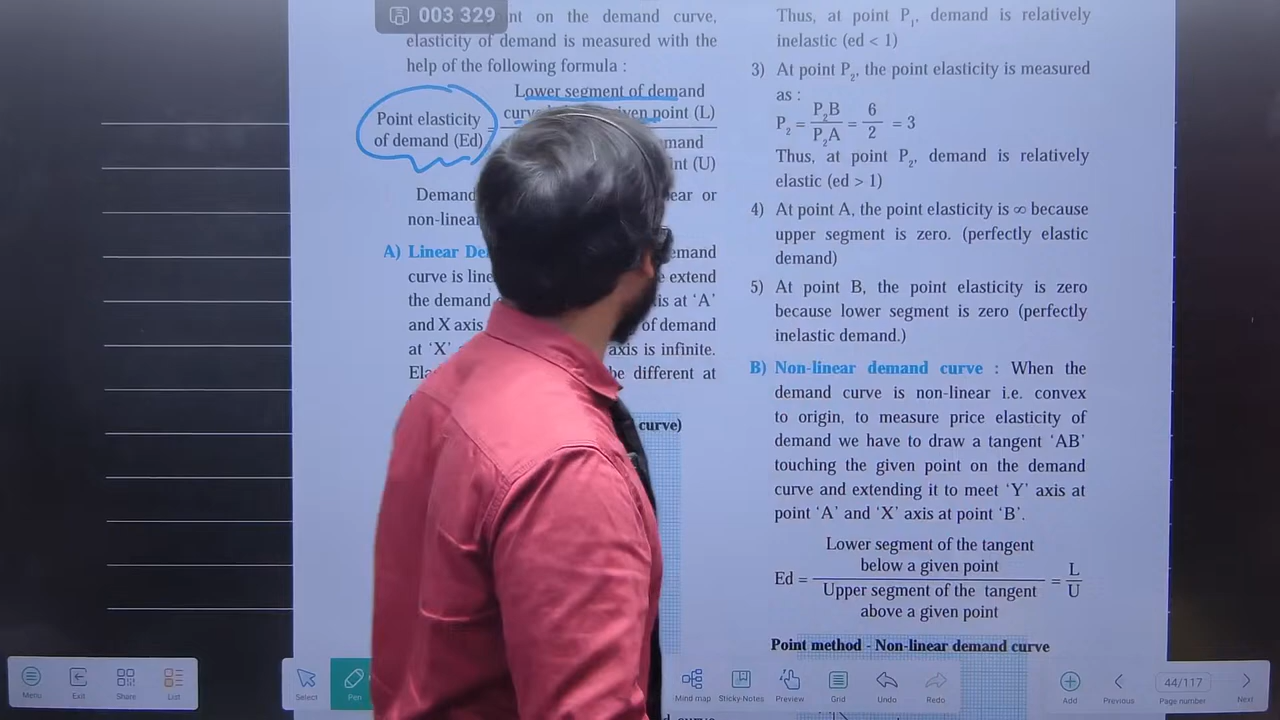 003 329
nt on the demand curve,
elasticity of demand is measured with the
help of the following formula :
Lower segment of demand
given point (L)
Point elasticity
of demand (Ed) =
(U)
Demand
or
non-linear
A) Linear
curve is
extend
the demand
is at ‘A’
and X axis
of demand
at ‘X’
axis is infinite.
be different at
curve)
Thus, at point P1, demand is relatively
inelastic (ed < 1)
3) At point P2, the point elasticity is measured
as :
P2 = P2B / P2A = 6 / 2 = 3
Thus, at point P2, demand is relatively
elastic (ed > 1)
4) At point A, the point elasticity is ∞ because
upper segment is zero. (perfectly elastic
demand)
5) At point B, the point elasticity is zero
because lower segment is zero (perfectly
inelastic demand.)
B) Non-linear demand curve : When the
demand curve is non-linear i.e. convex
to origin, to measure price elasticity of
demand we have to draw a tangent ‘AB’
touching the given point on the demand
curve and extending it to meet ‘Y’ axis at
point ‘A’ and ‘X’ axis at point ‘B’.
Lower segment of the tangent
below a given point
Ed = = L / U
Upper segment of the tangent
above a given point
Point method - Non-linear demand curve
Menu Exit Share List Select Pen Mind map Sticky-Notes Preview Grid Undo Redo Add Previous 44/117 Page number Next